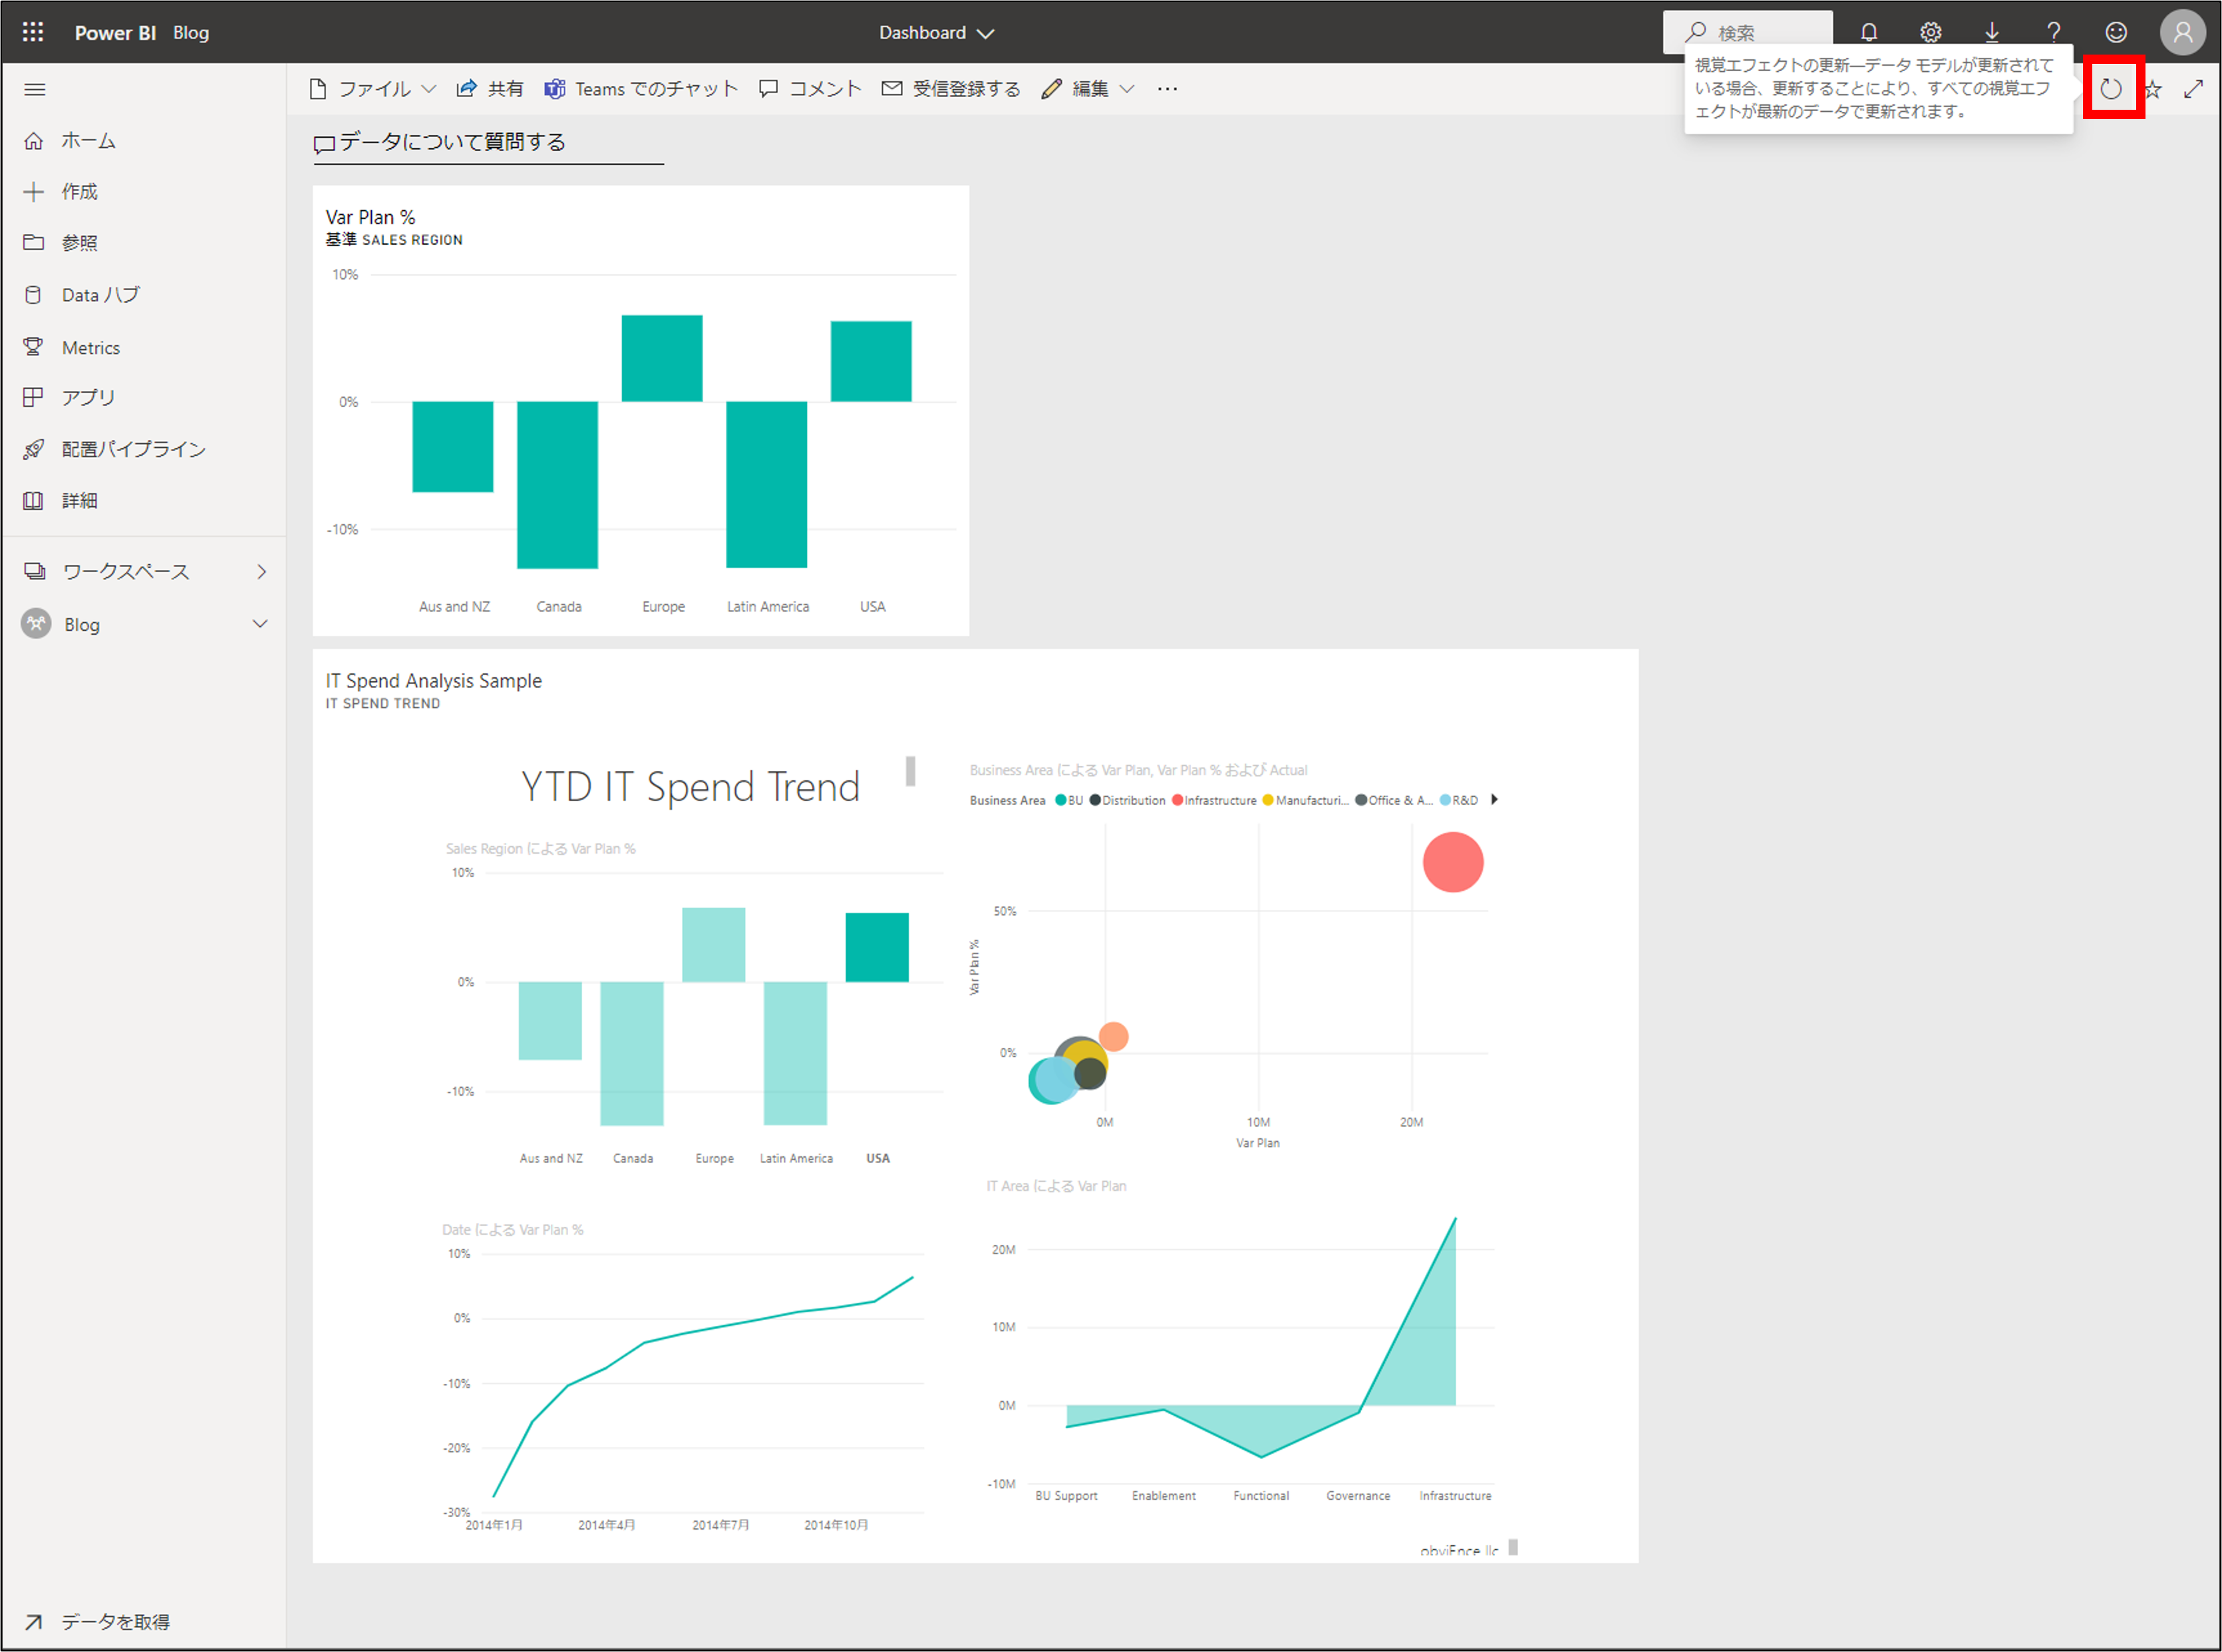 Power BI Blog
Dashboard
検索
視覚エフェクトの更新—データ モデルが更新されて
いる場合、更新することにより、すべての視覚エフ
ェクトが最新のデータで更新されます。
ファイル 共有 Teams でのチャット コメント 受信登録する 編集 ...
ホーム
作成
参照
Data ハブ
Metrics
アプリ
配置パイプライン
詳細
ワークスペース
Blog
データを取得
データについて質問する
Var Plan %
基準 SALES REGION
10%
0%
-10%
Aus and NZ Canada Europe Latin America USA
IT Spend Analysis Sample
IT SPEND TREND
YTD IT Spend Trend
Sales Region による Var Plan %
10%
0%
-10%
Aus and NZ Canada Europe Latin America USA
Business Area による Var Plan, Var Plan % および Actual
Business Area BU Distribution Infrastructure Manufacturi... Office & A... R&D
50%
0%
Var Plan %
0M 10M 20M
Var Plan
Date による Var Plan %
10%
0%
-10%
-20%
-30%
2014年1月 2014年4月 2014年7月 2014年10月
IT Area による Var Plan
20M
10M
0M
-10M
BU Support Enablement Functional Governance Infrastructure
obviEnce llc